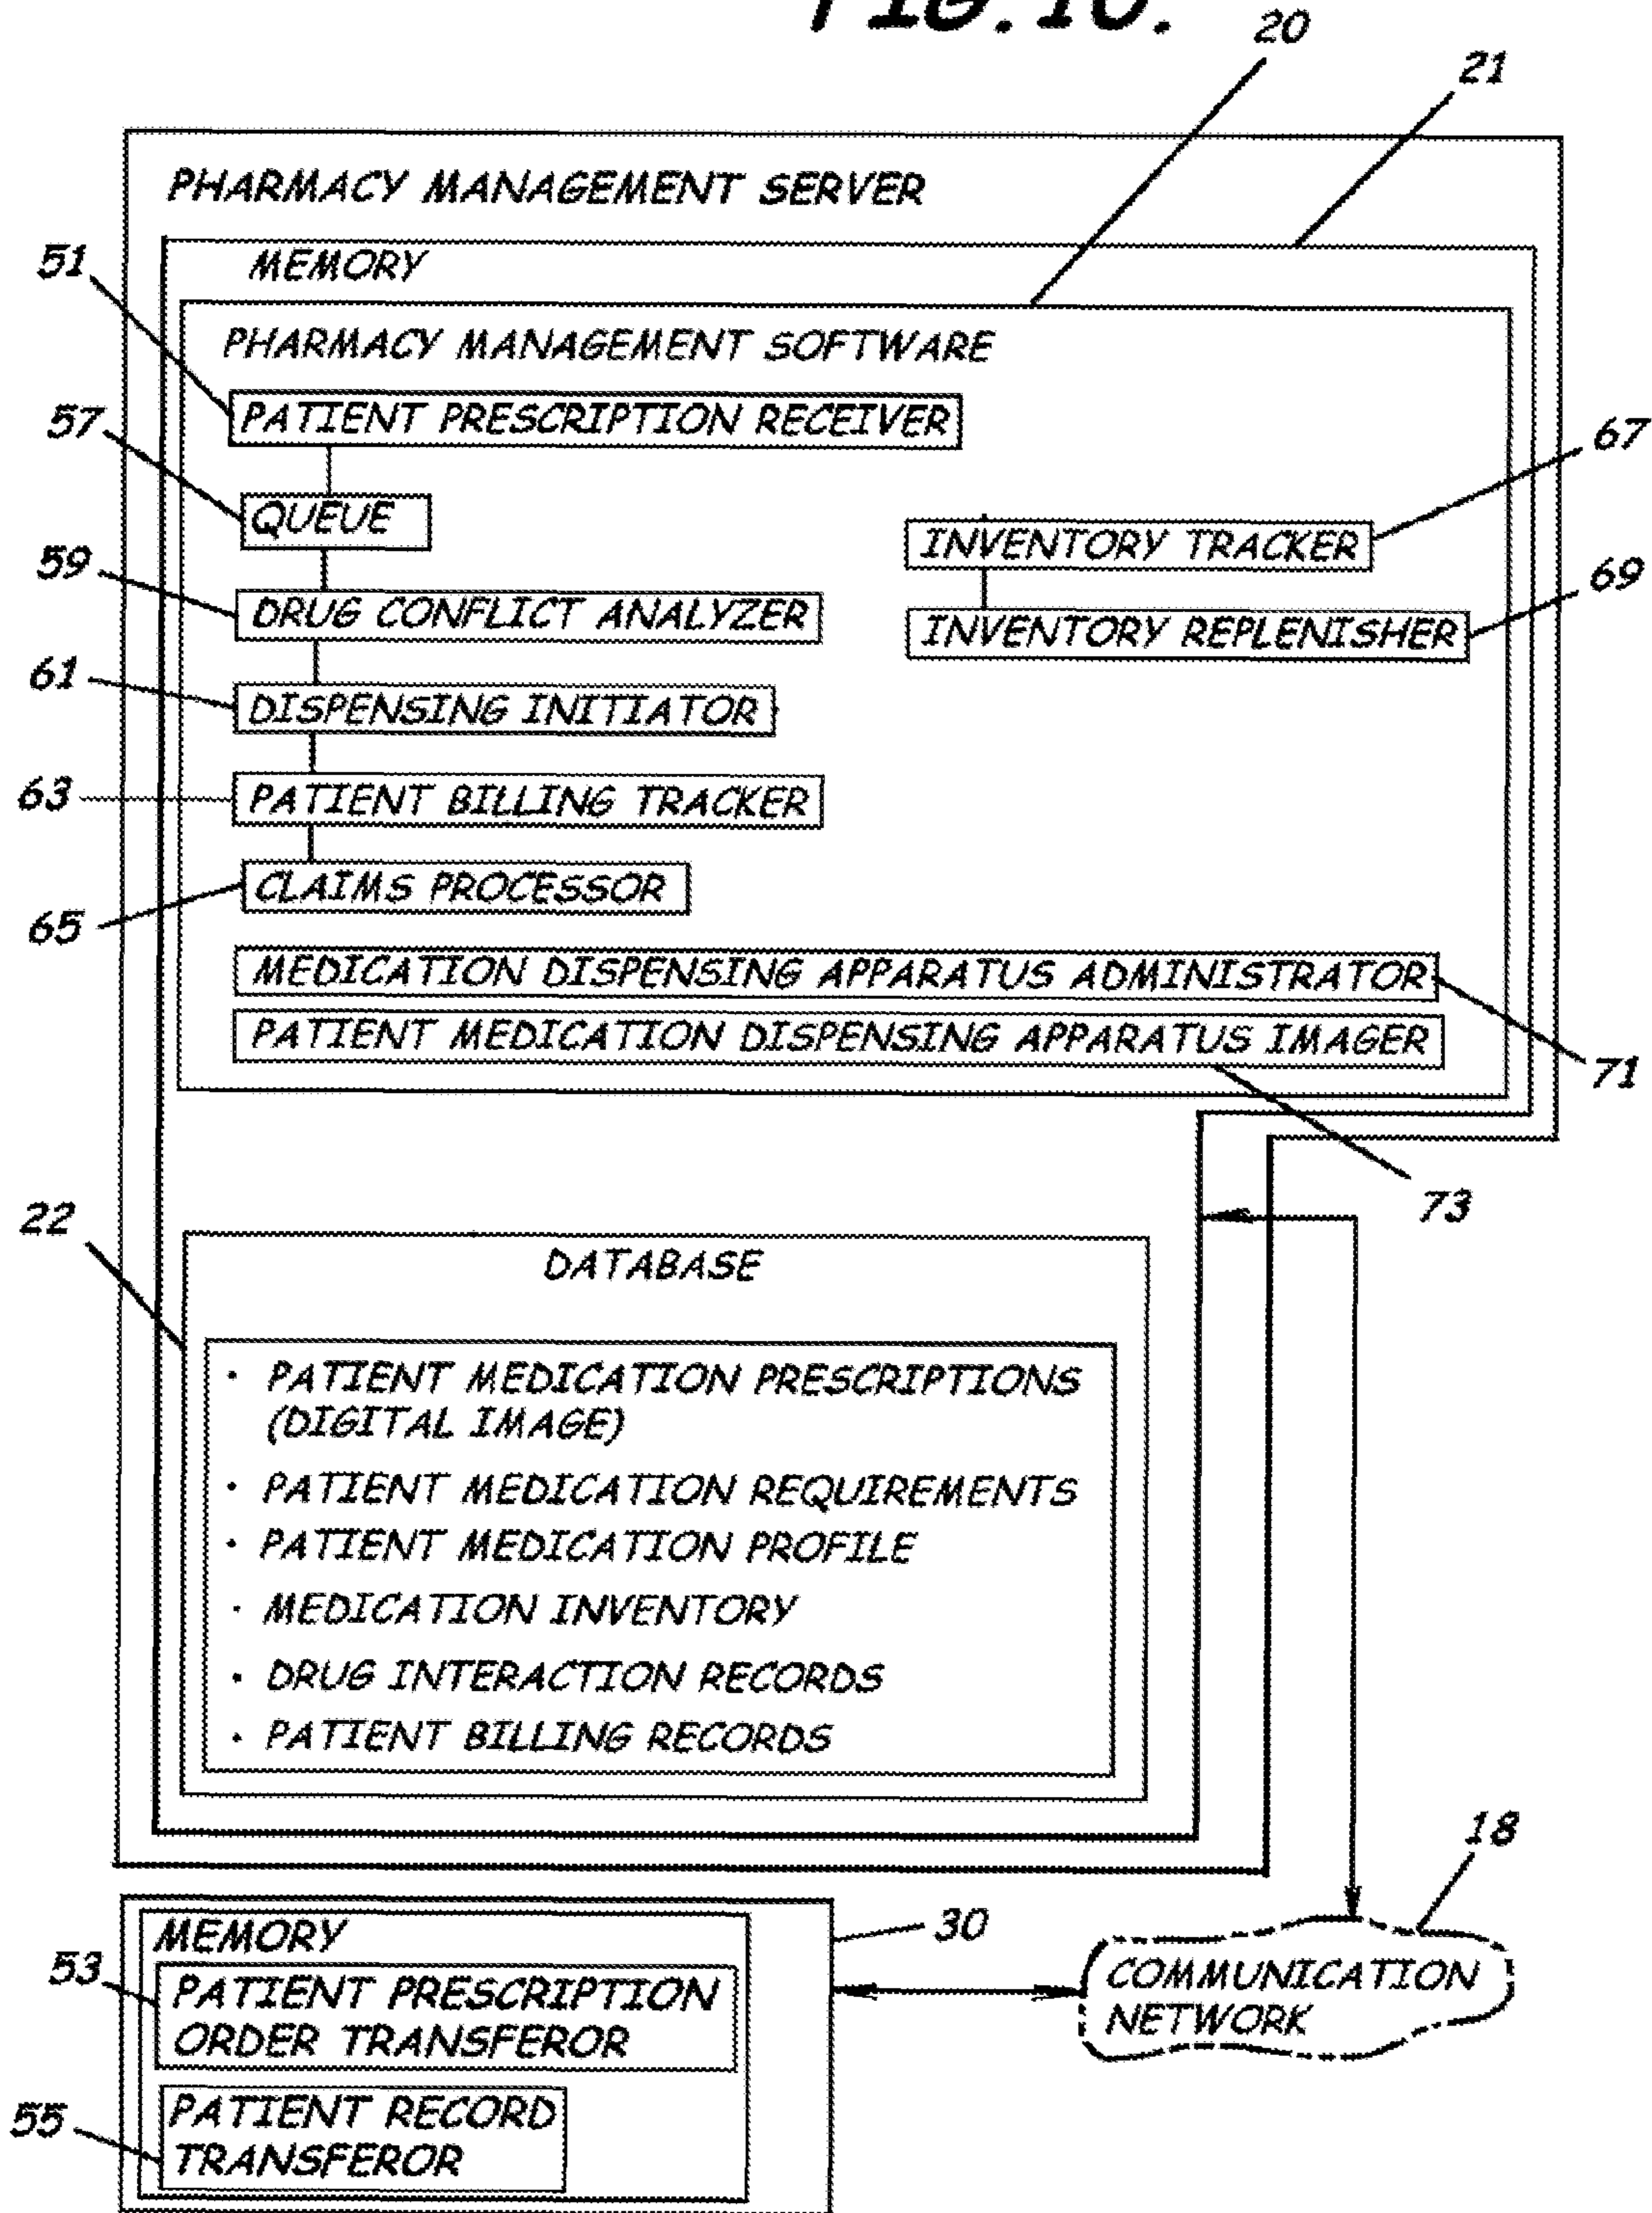 FIG. 10.
20
21
PHARMACY MANAGEMENT SERVER
51
MEMORY
PHARMACY MANAGEMENT SOFTWARE
57
PATIENT PRESCRIPTION RECEIVER
67
QUEUE
INVENTORY TRACKER
59
DRUG CONFLICT ANALYZER
69
INVENTORY REPLENISHER
61
DISPENSING INITIATOR
63
PATIENT BILLING TRACKER
65
CLAIMS PROCESSOR
MEDICATION DISPENSING APPARATUS ADMINISTRATOR
PATIENT MEDICATION DISPENSING APPARATUS IMAGER
71
73
22
DATABASE
· PATIENT MEDICATION PRESCRIPTIONS
(DIGITAL IMAGE)
· PATIENT MEDICATION REQUIREMENTS
· PATIENT MEDICATION PROFILE
· MEDICATION INVENTORY
· DRUG INTERACTION RECORDS
· PATIENT BILLING RECORDS
18
30
MEMORY
53
PATIENT PRESCRIPTION
ORDER TRANSFEROR
COMMUNICATION
NETWORK
55
PATIENT RECORD
TRANSFEROR